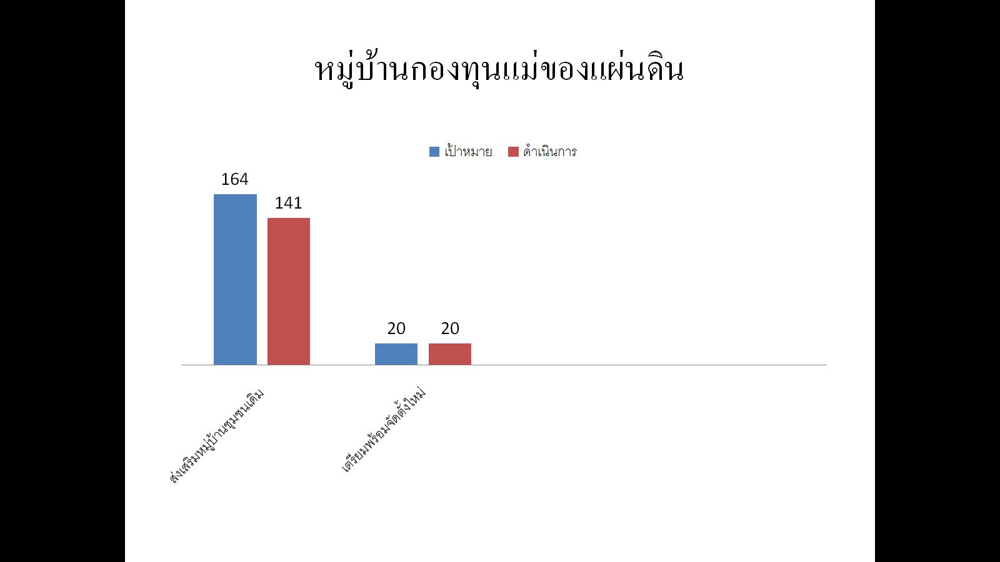 หมู่บ้านกองทุนแม่ของแผ่นดิน
เป้าหมาย ดำเนินการ
164
141
20 20
ส่งเสริมหมู่บ้านชุมชนเดิม
เตรียมพร้อมจัดตั้งใหม่